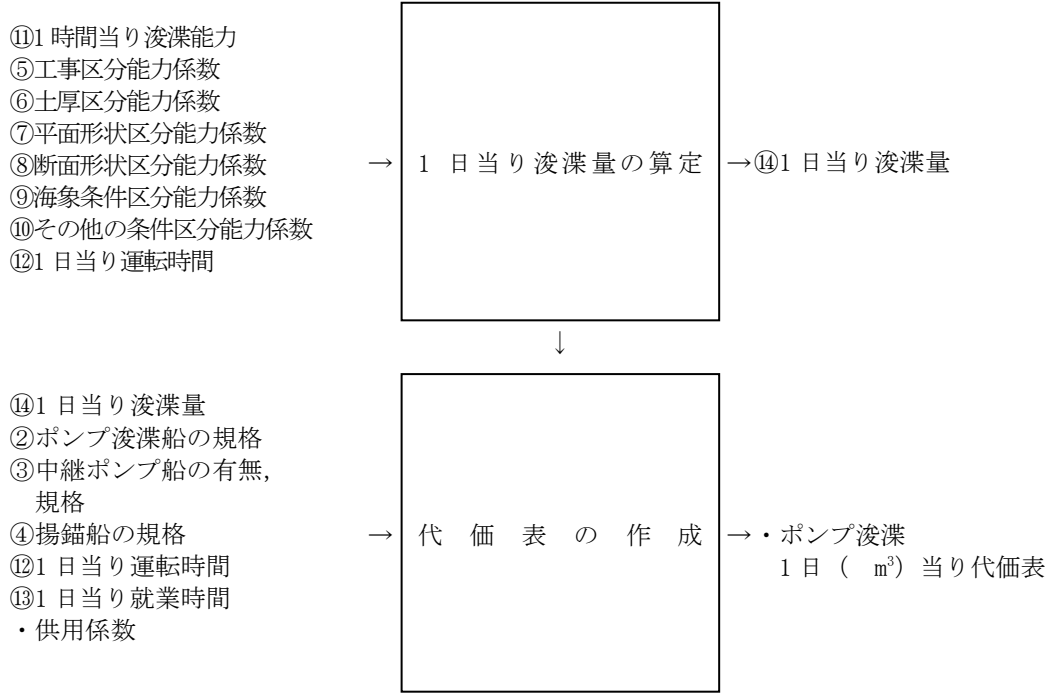 ⑪1 時間当り浚渫能力
⑤工事区分能力係数
⑥土厚区分能力係数
⑦平面形状区分能力係数
⑧断面形状区分能力係数
⑨海象条件区分能力係数
⑩その他の条件区分能力係数
⑫1 日当り運転時間
→
1 日当り浚渫量の算定
→⑭1 日当り浚渫量
↓
⑭1 日当り浚渫量
②ポンプ浚渫船の規格
③中継ポンプ船の有無,
規格
④揚錨船の規格
⑫1 日当り運転時間
⑬1 日当り就業時間
・供用係数
→
代 価 表 の 作 成
→・ポンプ浚渫
1 日 ( m³) 当り代価表